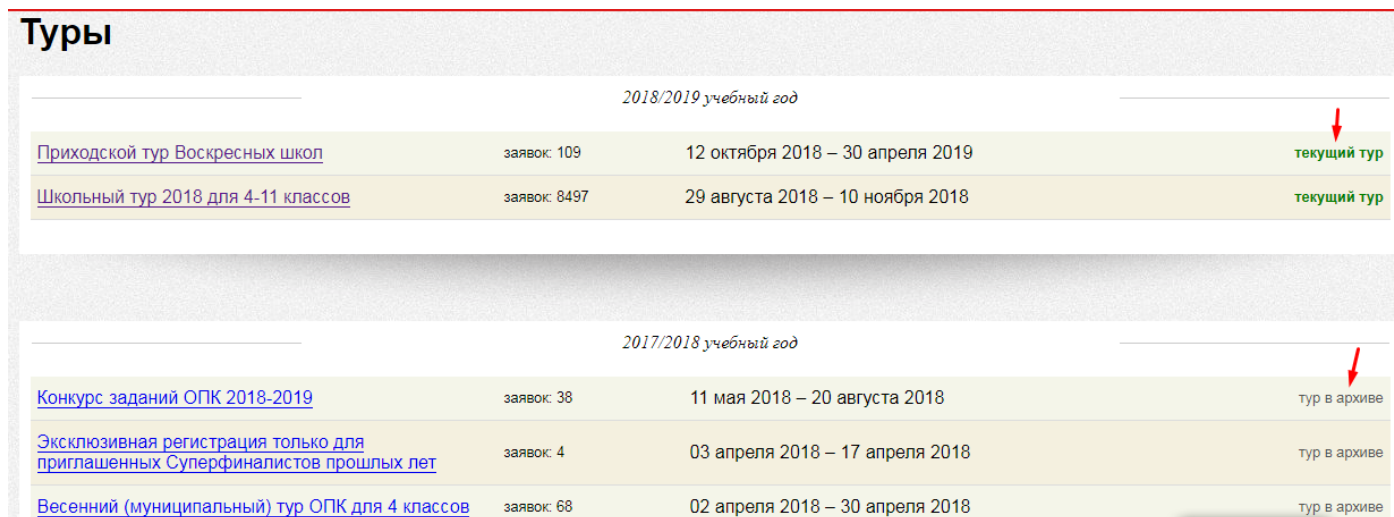 Туры
2018/2019 учебный год
Приходской тур Воскресных школ заявок: 109 12 октября 2018 – 30 апреля 2019 текущий тур
Школьный тур 2018 для 4-11 классов заявок: 8497 29 августа 2018 – 10 ноября 2018 текущий тур
2017/2018 учебный год
Конкурс заданий ОПК 2018-2019 заявок: 38 11 мая 2018 – 20 августа 2018 тур в архиве
Эксклюзивная регистрация только для
приглашенных Суперфиналистов прошлых лет заявок: 4 03 апреля 2018 – 17 апреля 2018 тур в архиве
Весенний (муниципальный) тур ОПК для 4 классов заявок: 68 02 апреля 2018 – 30 апреля 2018 тур в архиве